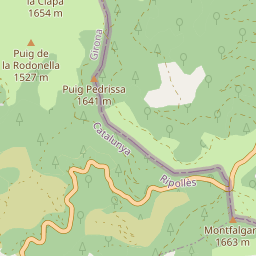 la Clapa
1654 m
Girona
Puig de
la Rodonella
1527 m
Puig Pedrissa
1641 m
Catalunya
Ripollès
Montfalgar
1663 m